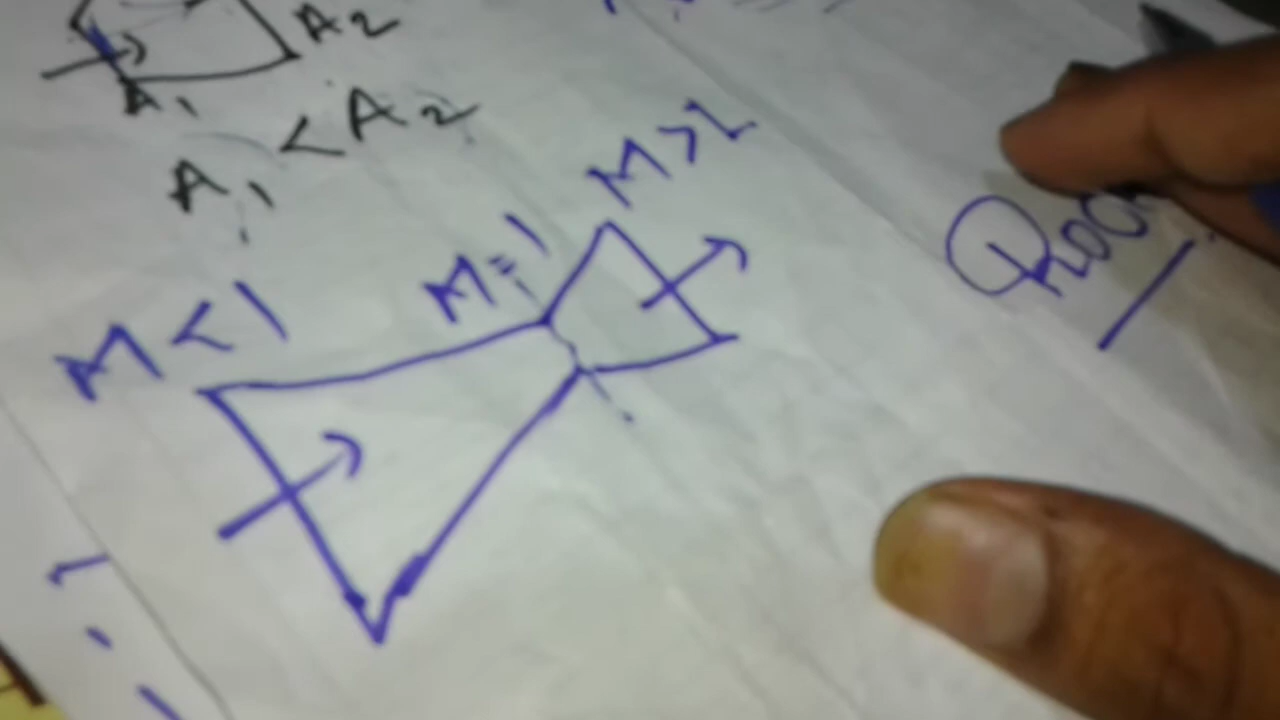 A2
A1
A1 < A2
M > 1
M = 1
M < 1